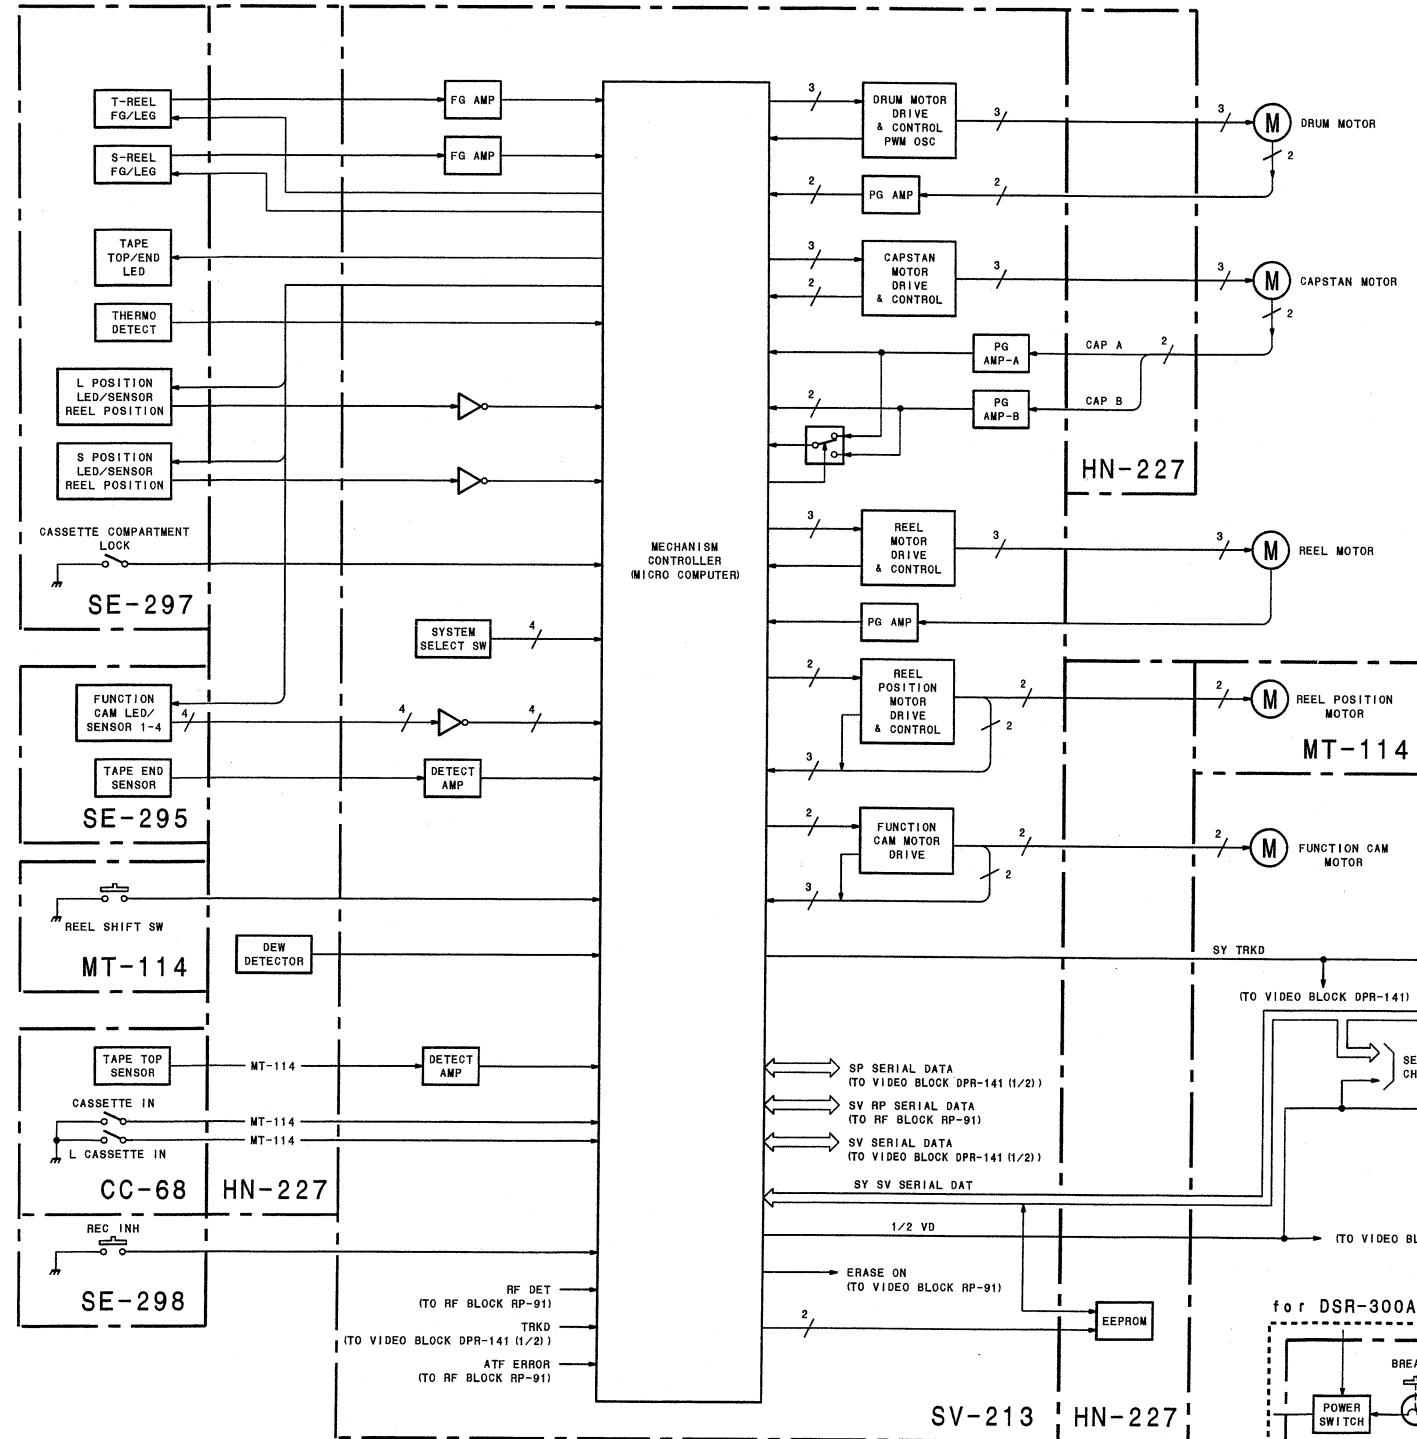 T-REEL
FG/LEG
S-REEL
FG/LEG
TAPE
TOP/END
LED
THERMO
DETECT
L POSITION
LED/SENSOR
REEL POSITION
S POSITION
LED/SENSOR
REEL POSITION
CASSETTE COMPARTMENT
LOCK
SE-297
FUNCTION
CAM LED/
SENSOR 1-4
4
TAPE END
SENSOR
SE-295
REEL SHIFT SW
MT-114
TAPE TOP
SENSOR
CASSETTE IN
L CASSETTE IN
CC-68
REC INH
SE-298
MT-114
MT-114
MT-114
HN-227
DEW
DETECTOR
FG AMP
FG AMP
SYSTEM
SELECT SW
4
4
4
DETECT
AMP
DETECT
AMP
RF DET
(TO RF BLOCK RP-91)
TRKD
(TO VIDEO BLOCK DPR-141 (1/2))
ATF ERROR
(TO RF BLOCK RP-91)
MECHANISM
CONTROLLER
(MICRO COMPUTER)
3
DRUM MOTOR
DRIVE
& CONTROL
PWM OSC
3
3
M
DRUM MOTOR
2
2
PG AMP
2
3
2
CAPSTAN
MOTOR
DRIVE
& CONTROL
3
3
M
CAPSTAN MOTOR
2
PG
AMP-A
CAP A
2
2
PG
AMP-B
CAP B
HN-227
3
REEL
MOTOR
DRIVE
& CONTROL
3
3
M
REEL MOTOR
PG AMP
2
REEL
POSITION
MOTOR
DRIVE
& CONTROL
2
2
3
2
M
REEL POSITION
MOTOR
MT-114
2
FUNCTION
CAM MOTOR
DRIVE
2
2
3
2
M
FUNCTION CAM
MOTOR
SY TRKD
(TO VIDEO BLOCK DPR-141)
SE
CH
SP SERIAL DATA
(TO VIDEO BLOCK DPR-141 (1/2))
SV RP SERIAL DATA
(TO RF BLOCK RP-91)
SV SERIAL DATA
(TO VIDEO BLOCK DPR-141 (1/2))
SY SV SERIAL DAT
1/2 VD
(TO VIDEO BL
ERASE ON
(TO VIDEO BLOCK RP-91)
2
EEPROM
SV-213
HN-227
for DSR-300A
BREA
POWER
SWITCH